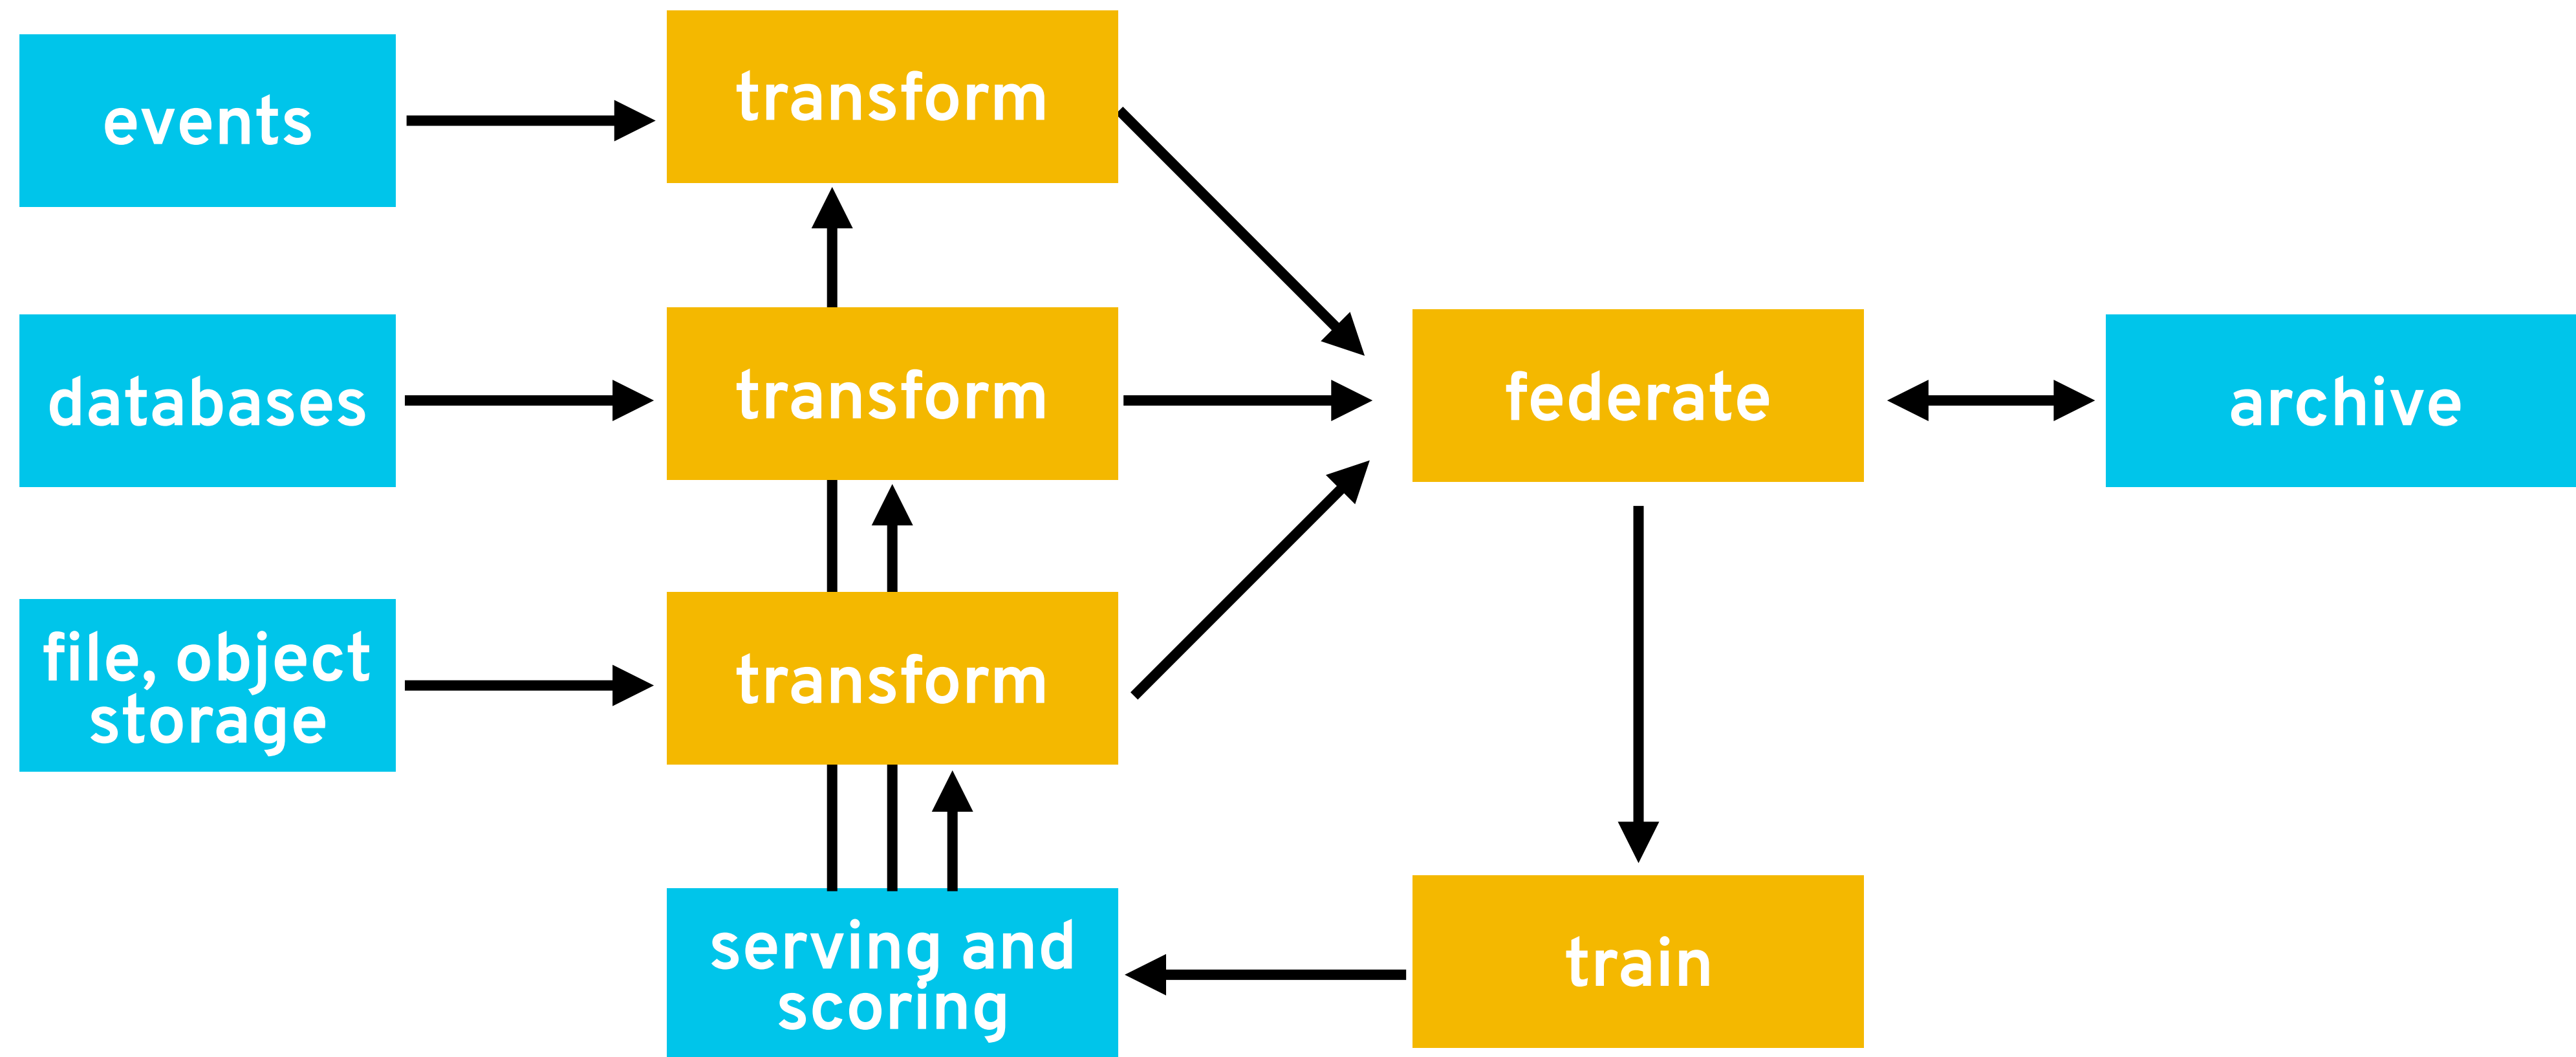 events
transform
databases
transform
federate
archive
file, object
storage
transform
serving and
scoring
train